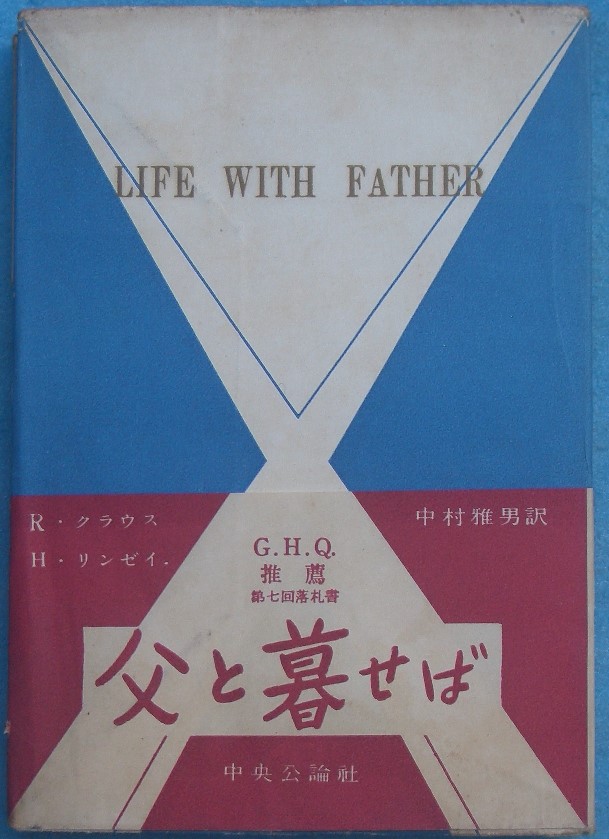 LIFE WITH FATHER
R・クラウス
H・リンゼイ.
中村雅男訳
G.H.Q.
推薦
第七回落札書
父と暮せば
中央公論社